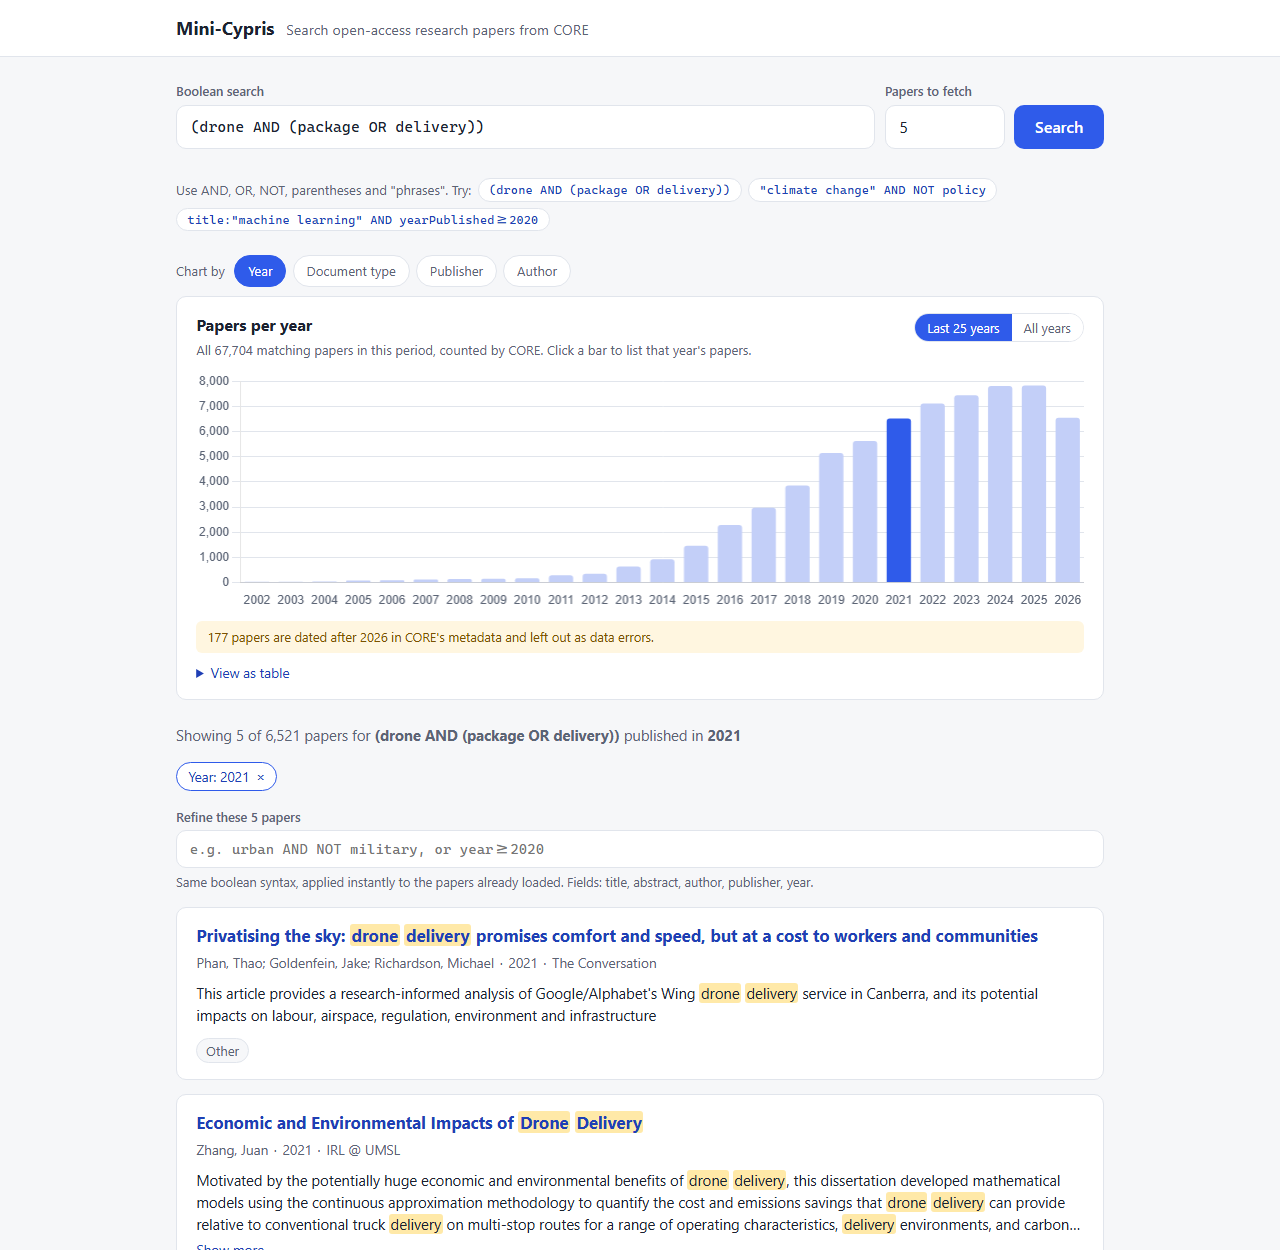 Mini-Cypris Search open-access research papers from CORE
Boolean search
Papers to fetch
(drone AND (package OR delivery))
5
Search
Use AND, OR, NOT, parentheses and "phrases". Try: (drone AND (package OR delivery)) "climate change" AND NOT policy
title:"machine learning" AND yearPublished≥2020
Chart by Year Document type Publisher Author
Papers per year
Last 25 years All years
All 67,704 matching papers in this period, counted by CORE. Click a bar to list that year's papers.
8,000
7,000
6,000
5,000
4,000
3,000
2,000
1,000
0
2002 2003 2004 2005 2006 2007 2008 2009 2010 2011 2012 2013 2014 2015 2016 2017 2018 2019 2020 2021 2022 2023 2024 2025 2026
177 papers are dated after 2026 in CORE's metadata and left out as data errors.
▶ View as table
Showing 5 of 6,521 papers for (drone AND (package OR delivery)) published in 2021
Year: 2021 ×
Refine these 5 papers
e.g. urban AND NOT military, or year≥2020
Same boolean syntax, applied instantly to the papers already loaded. Fields: title, abstract, author, publisher, year.
Privatising the sky: drone delivery promises comfort and speed, but at a cost to workers and communities
Phan, Thao; Goldenfein, Jake; Richardson, Michael · 2021 · The Conversation
This article provides a research-informed analysis of Google/Alphabet's Wing drone delivery service in Canberra, and its potential
impacts on labour, airspace, regulation, environment and infrastructure
Other
Economic and Environmental Impacts of Drone Delivery
Zhang, Juan · 2021 · IRL @ UMSL
Motivated by the potentially huge economic and environmental benefits of drone delivery, this dissertation developed mathematical
models using the continuous approximation methodology to quantify the cost and emissions savings that drone delivery can provide
relative to conventional truck delivery on multi-stop routes for a range of operating characteristics, delivery environments, and carbon...
Show more